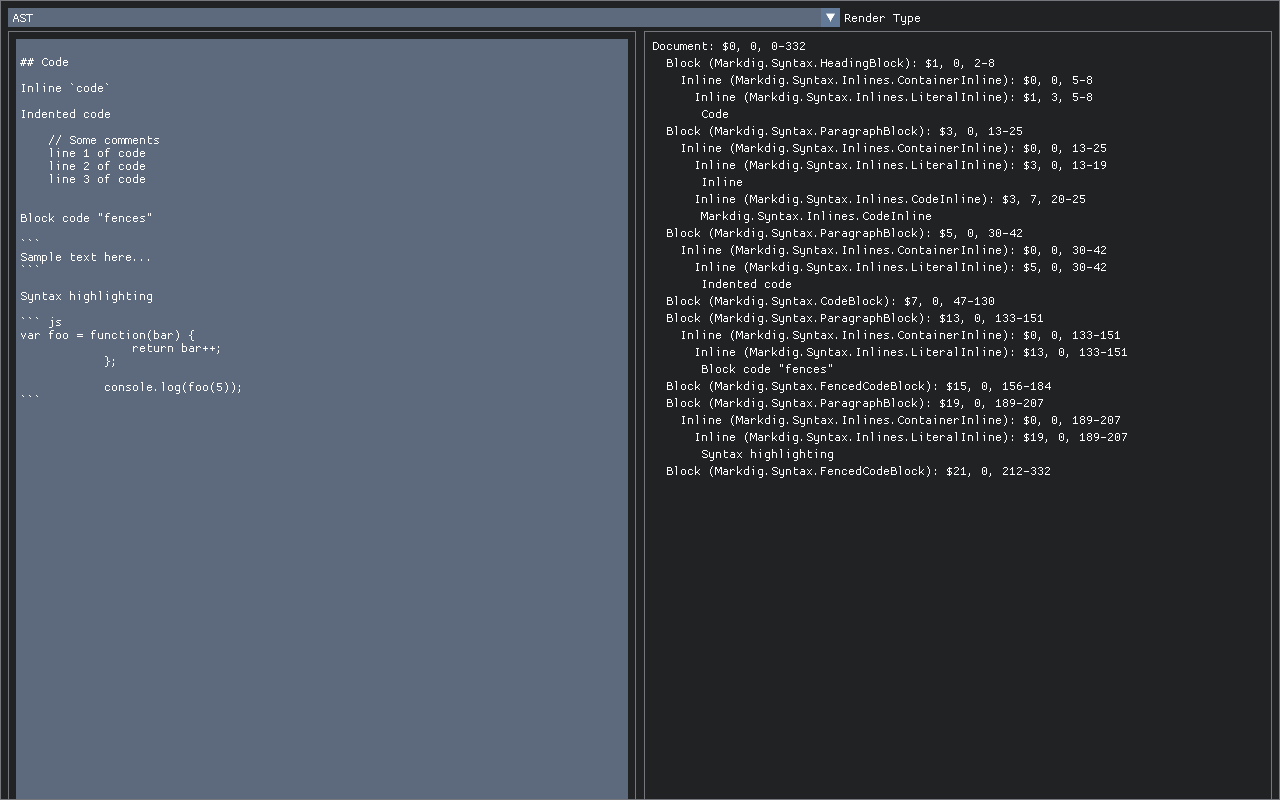 AST
Render Type
## Code
Inline `code`
Indented code
    // Some comments
    line 1 of code
    line 2 of code
    line 3 of code
Block code "fences"
```
Sample text here...
```
Syntax highlighting
``` js
var foo = function(bar) {
                return bar++;
            };
            console.log(foo(5));
```
Document: $0, 0, 0-332
  Block (Markdig.Syntax.HeadingBlock): $1, 0, 2-8
    Inline (Markdig.Syntax.Inlines.ContainerInline): $0, 0, 5-8
      Inline (Markdig.Syntax.Inlines.LiteralInline): $1, 3, 5-8
       Code
  Block (Markdig.Syntax.ParagraphBlock): $3, 0, 13-25
    Inline (Markdig.Syntax.Inlines.ContainerInline): $0, 0, 13-25
      Inline (Markdig.Syntax.Inlines.LiteralInline): $3, 0, 13-19
       Inline
      Inline (Markdig.Syntax.Inlines.CodeInline): $3, 7, 20-25
       Markdig.Syntax.Inlines.CodeInline
  Block (Markdig.Syntax.ParagraphBlock): $5, 0, 30-42
    Inline (Markdig.Syntax.Inlines.ContainerInline): $0, 0, 30-42
      Inline (Markdig.Syntax.Inlines.LiteralInline): $5, 0, 30-42
       Indented code
  Block (Markdig.Syntax.CodeBlock): $7, 0, 47-130
  Block (Markdig.Syntax.ParagraphBlock): $13, 0, 133-151
    Inline (Markdig.Syntax.Inlines.ContainerInline): $0, 0, 133-151
      Inline (Markdig.Syntax.Inlines.LiteralInline): $13, 0, 133-151
       Block code "fences"
  Block (Markdig.Syntax.FencedCodeBlock): $15, 0, 156-184
  Block (Markdig.Syntax.ParagraphBlock): $19, 0, 189-207
    Inline (Markdig.Syntax.Inlines.ContainerInline): $0, 0, 189-207
      Inline (Markdig.Syntax.Inlines.LiteralInline): $19, 0, 189-207
       Syntax highlighting
  Block (Markdig.Syntax.FencedCodeBlock): $21, 0, 212-332